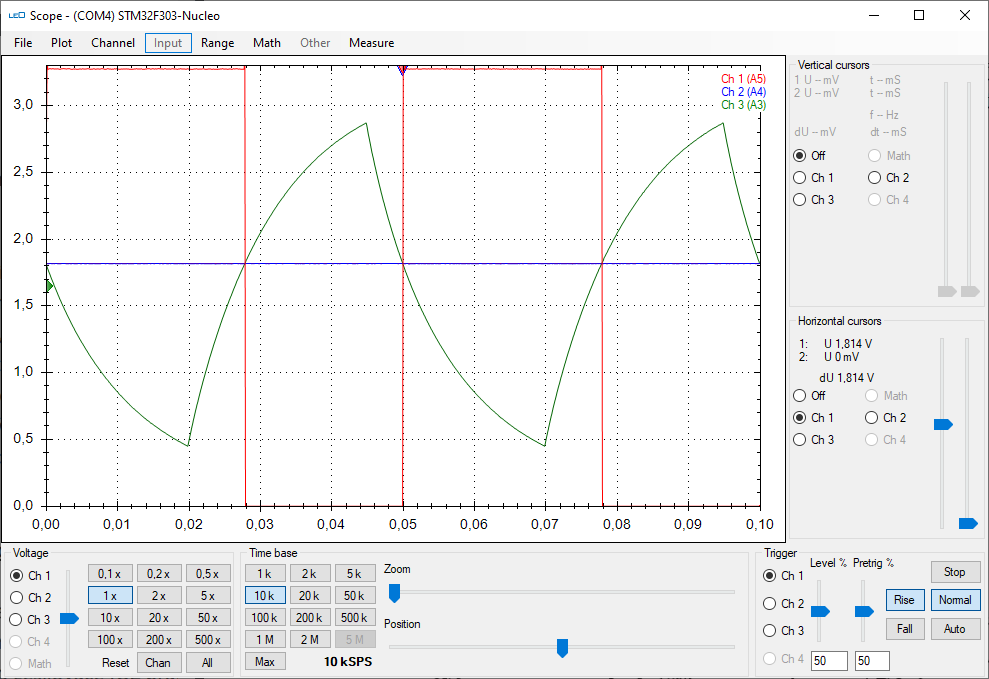 LEO Scope - (COM4) STM32F303-Nucleo
File Plot Channel Input Range Math Other Measure
Ch 1 (A5)
Ch 2 (A4)
Ch 3 (A3)
3,0
2,5
2,0
1,5
1,0
0,5
0,0
0,00 0,01 0,02 0,03 0,04 0,05 0,06 0,07 0,08 0,09 0,10
Vertical cursors
1 U -- mV t -- mS
2 U -- mV t -- mS
f -- Hz
dU -- mV dt -- mS
Off Math
Ch 1 Ch 2
Ch 3 Ch 4
Horizontal cursors
1: U 1,814 V
2: U 0 mV
dU 1,814 V
Off Math
Ch 1 Ch 2
Ch 3 Ch 4
Voltage
Ch 1 0,1 x 0,2 x 0,5 x
Ch 2 1 x 2 x 5 x
Ch 3 10 x 20 x 50 x
Ch 4 100 x 200 x 500 x
Math Reset Chan All
Time base
1 k 2 k 5 k
10 k 20 k 50 k
100 k 200 k 500 k
1 M 2 M 5 M
Max 10 kSPS
Zoom
Position
Trigger
Level % Pretrig %
Ch 1 Stop
Ch 2 Rise Normal
Ch 3 Fall Auto
Ch 4 50 50